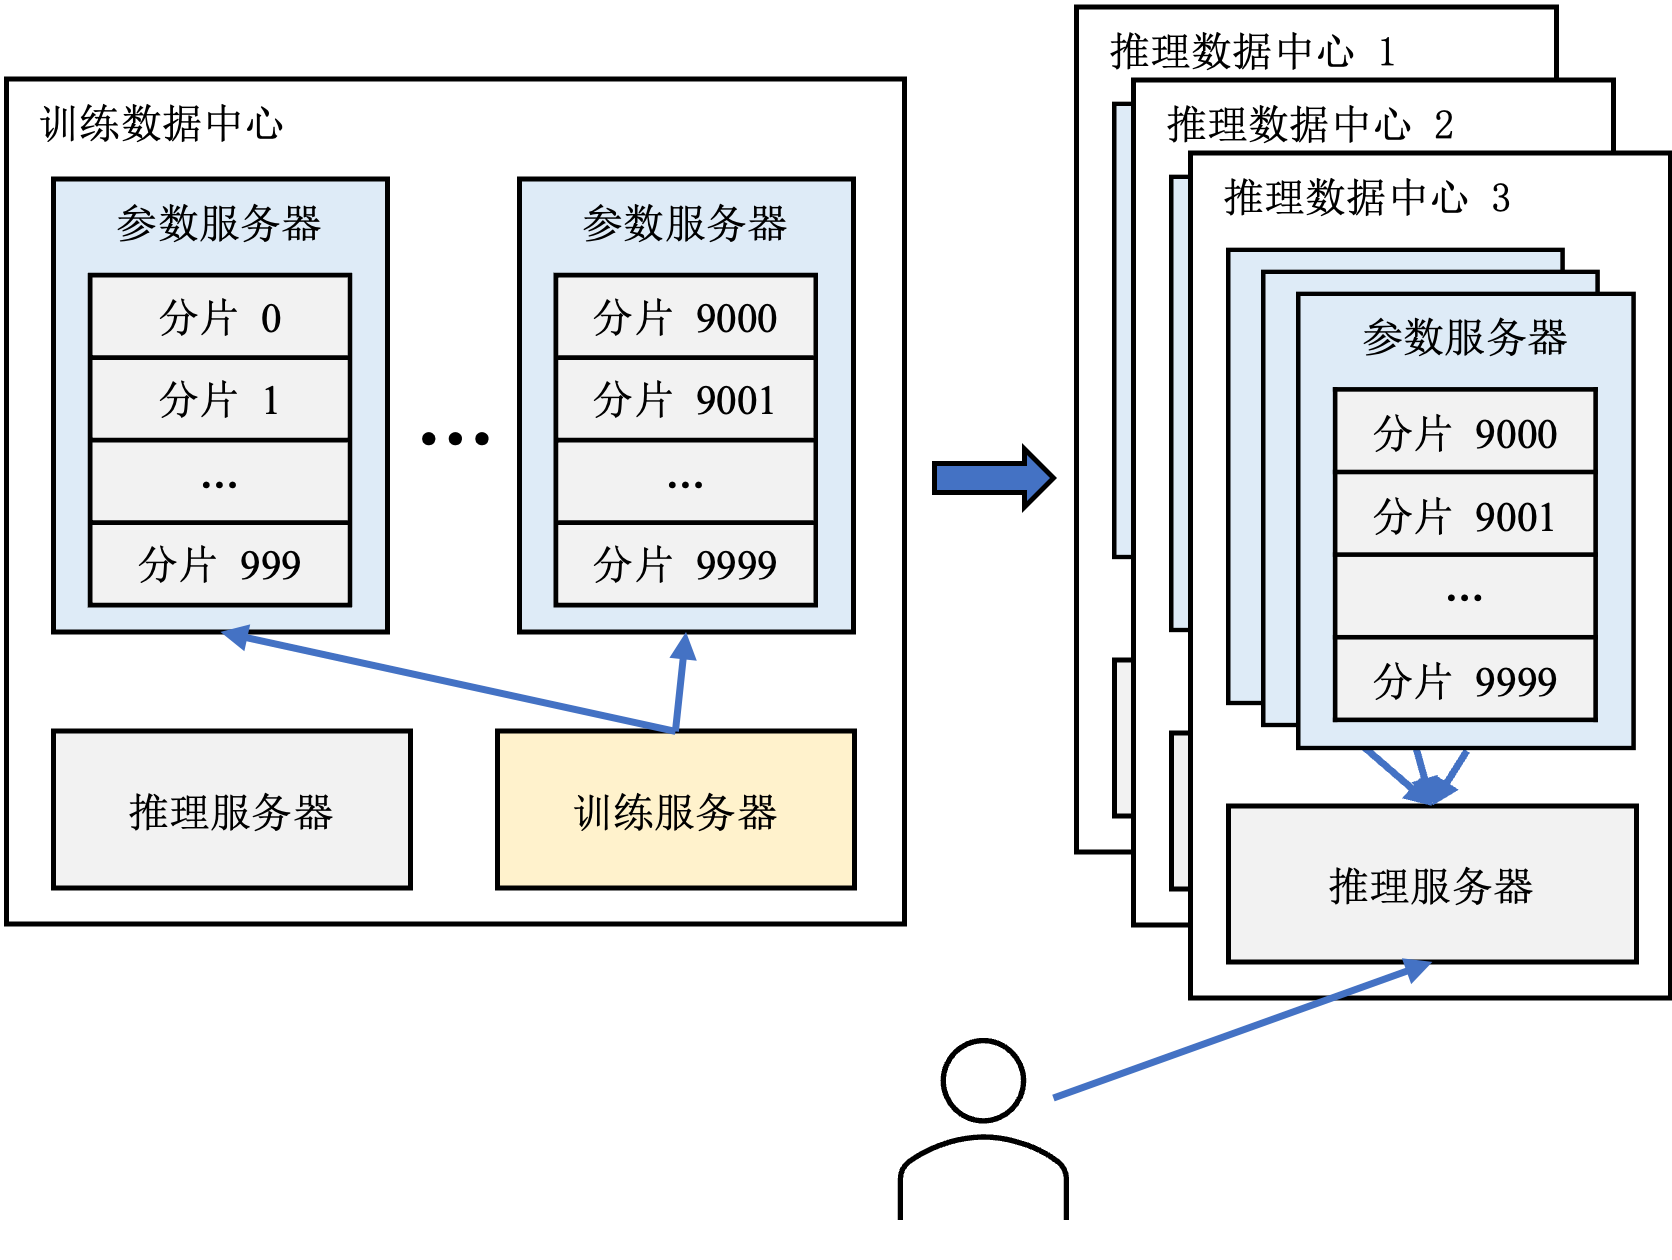 训练数据中心
参数服务器
分片 0
分片 1
...
分片 999
...
参数服务器
分片 9000
分片 9001
...
分片 9999
推理服务器
训练服务器
推理数据中心 1
推理数据中心 2
推理数据中心 3
参数服务器
分片 9000
分片 9001
...
分片 9999
推理服务器